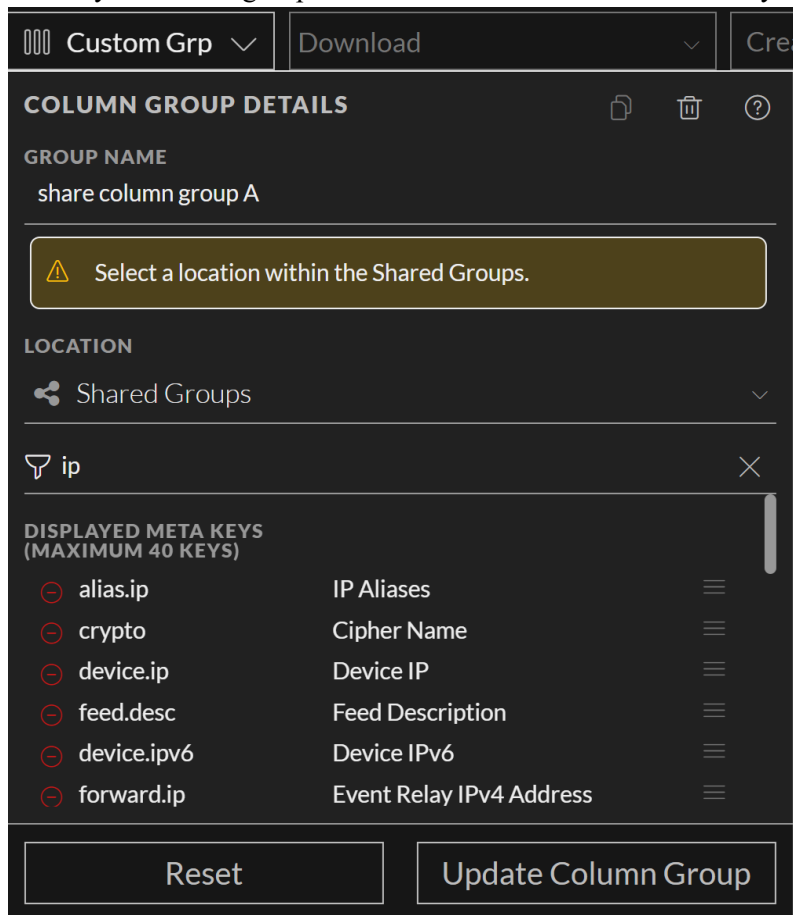 Custom Grp
Download
COLUMN GROUP DETAILS
GROUP NAME
share column group A
Select a location within the Shared Groups.
LOCATION
Shared Groups
ip
DISPLAYED META KEYS
(MAXIMUM 40 KEYS)
alias.ip IP Aliases
crypto Cipher Name
device.ip Device IP
feed.desc Feed Description
device.ipv6 Device IPv6
forward.ip Event Relay IPv4 Address
Reset Update Column Group